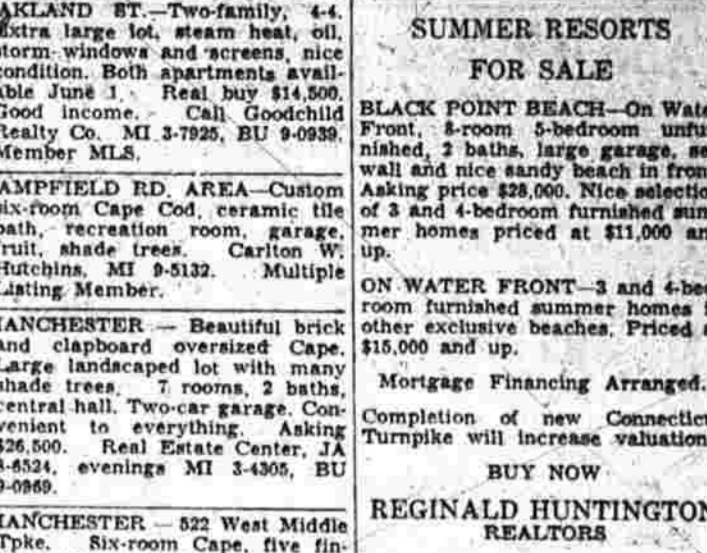 AKLAND ST.—Two-family, 4-4.
Extra large lot, steam heat, oil,
storm windows and screens, nice
condition. Both apartments avail-
able June 1. Real buy $14,500.
Good income. Call Goodchild
Realty Co. MI 3-7925, BU 9-0939.
Member MLS.
AMPFIELD RD. AREA—Custom
six-room Cape Cod, ceramic tile
bath, recreation room, garage,
fruit, shade trees. Carlton W.
Hutchins, MI 9-5132. Multiple
Listing Member.
MANCHESTER — Beautiful brick
and clapboard oversized Cape.
Large landscaped lot with many
shade trees. 7 rooms, 2 baths,
central hall. Two-car garage. Con-
venient to everything. Asking
$26,500. Real Estate Center, JA
8-6524, evenings MI 3-4305, BU
9-0969.
MANCHESTER — 522 West Middle
Tpke. Six-room Cape, five fin-
SUMMER RESORTS
FOR SALE
BLACK POINT BEACH—On Wate
Front, 8-room 5-bedroom unfu
nished, 2 baths, large garage, se
wall and nice sandy beach in fron
Asking price $28,000. Nice selectio
of 3 and 4-bedroom furnished sum
mer homes priced at $11,000 an
up.
ON WATER FRONT—3 and 4-bed
room furnished summer homes i
other exclusive beaches. Priced a
$15,000 and up.
Mortgage Financing Arranged.
Completion of new Connecticu
Turnpike will increase valuation
BUY NOW
REGINALD HUNTINGTON
REALTORS